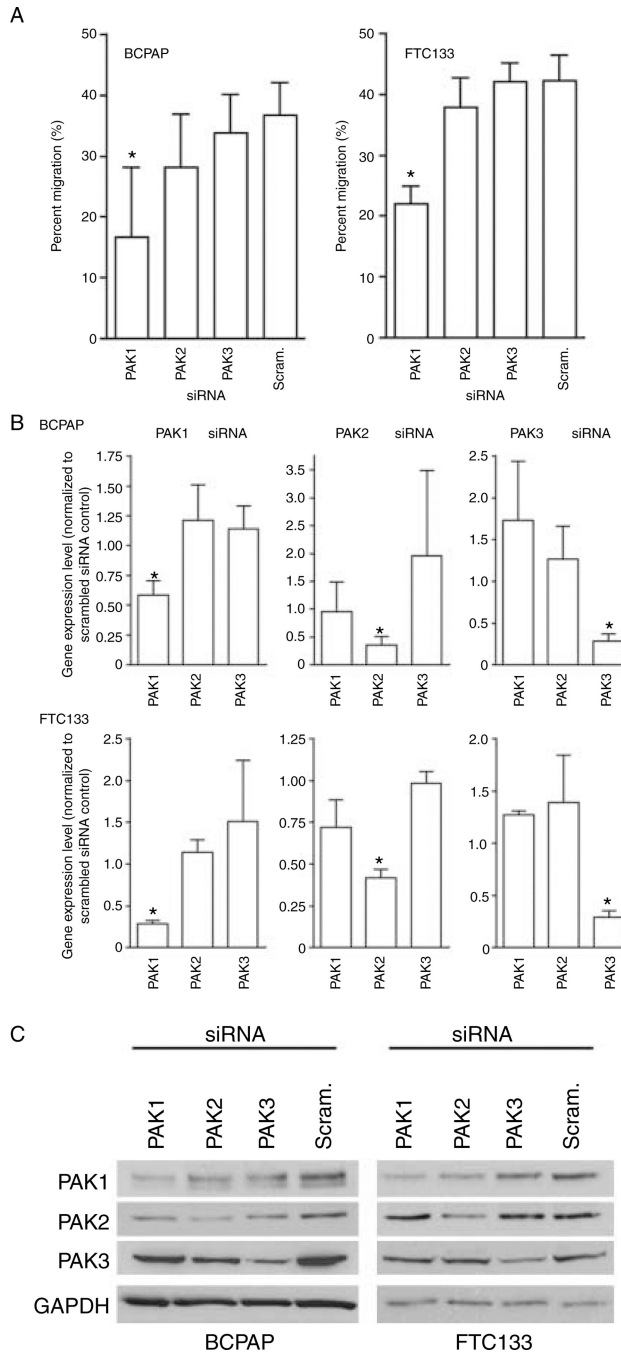 A
BCPAP
FTC133
Percent migration (%)
50
40
30
20
10
0
*
PAK1
PAK2
PAK3
Scram.
siRNA
Percent migration (%)
50
40
30
20
10
0
*
PAK1
PAK2
PAK3
Scram.
siRNA
B
BCPAP
PAK1 siRNA
PAK2 siRNA
PAK3 siRNA
Gene expression level (normalized to
scrambled siRNA control)
1.75
1.50
1.25
1.00
0.75
0.50
0.25
0
*
PAK1
PAK2
PAK3
3.5
3.0
2.5
2.0
1.5
1.0
0.5
0
*
PAK1
PAK2
PAK3
2.5
2.0
1.5
1.0
0.5
0
*
PAK1
PAK2
PAK3
FTC133
Gene expression level (normalized to
scrambled siRNA control)
2.5
2.0
1.5
1.0
0.5
0
*
PAK1
PAK2
PAK3
1.25
1.00
0.75
0.50
0.25
0
*
PAK1
PAK2
PAK3
2.0
1.5
1.0
0.5
0
*
PAK1
PAK2
PAK3
C
siRNA
siRNA
PAK1
PAK2
PAK3
Scram.
PAK1
PAK2
PAK3
Scram.
PAK1
PAK2
PAK3
GAPDH
BCPAP
FTC133